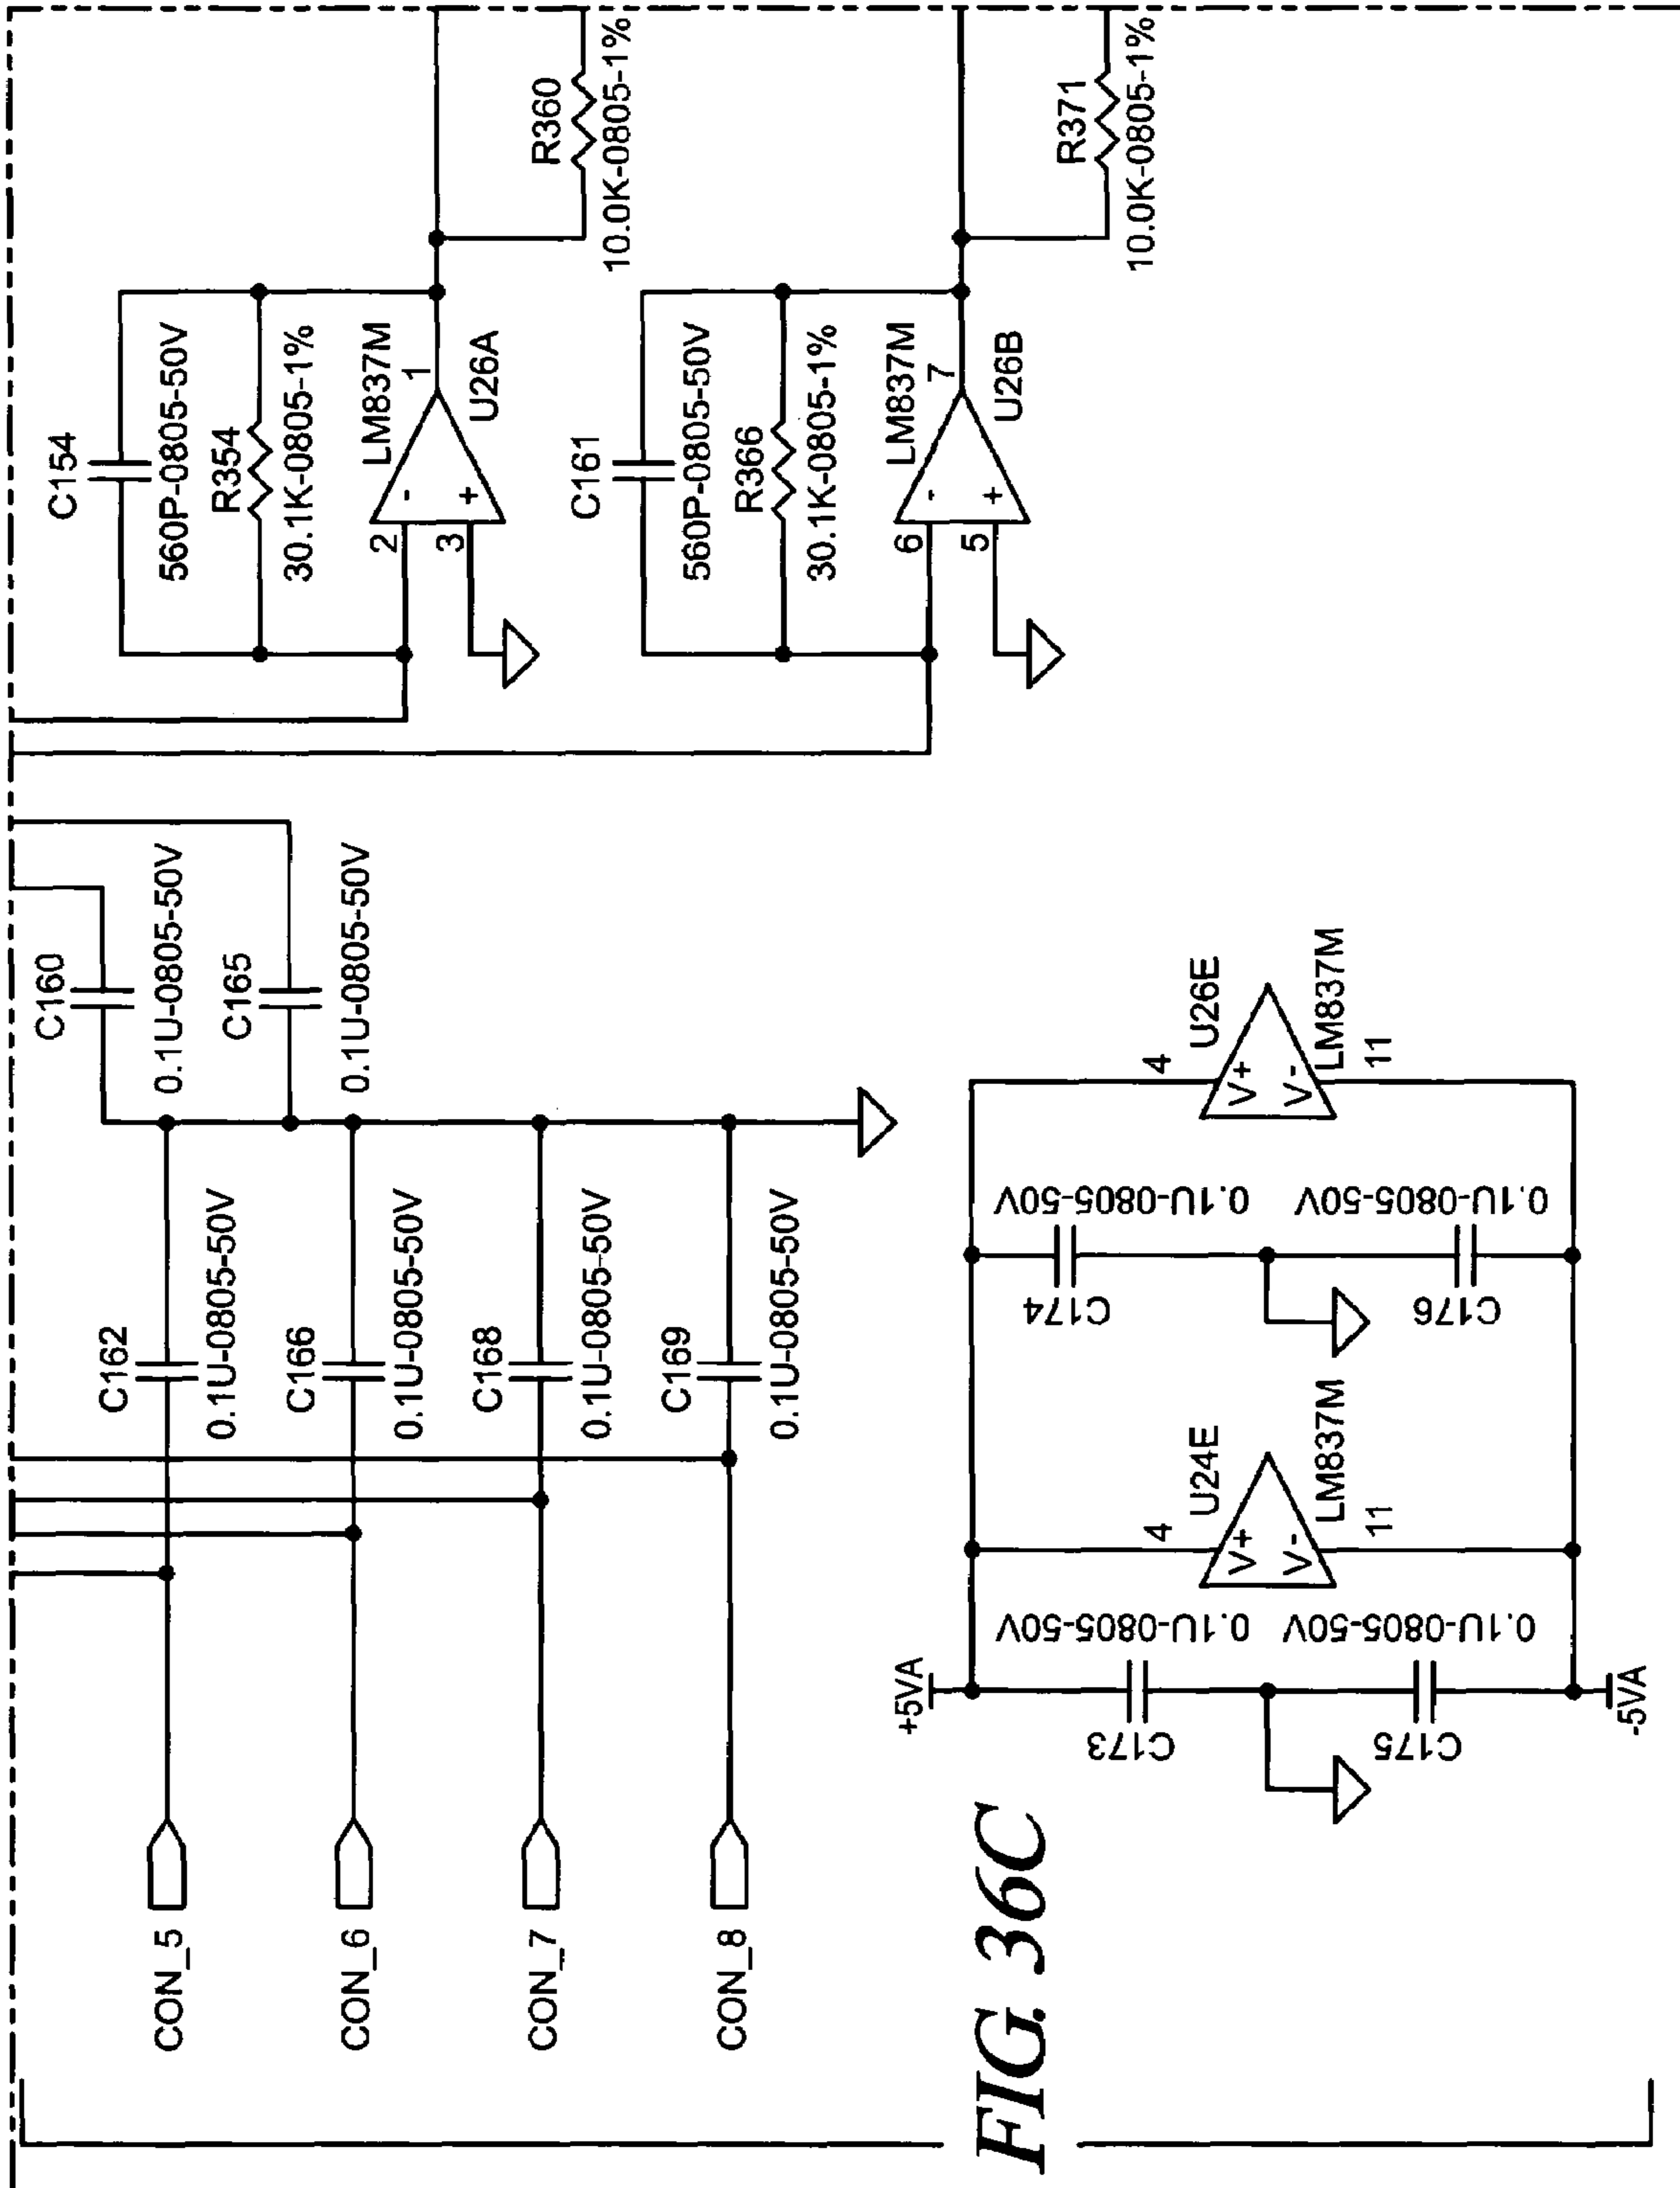 C154
560P-0805-50V
R354
30.1K-0805-1%
LM837M
2
3
1
-
+
U26A
R360
10.0K-0805-1%
C161
560P-0805-50V
R366
30.1K-0805-1%
LM837M
6
5
7
-
+
U26B
R371
10.0K-0805-1%
C160
0.1U-0805-50V
C165
0.1U-0805-50V
CON_5
C162
0.1U-0805-50V
CON_6
C166
0.1U-0805-50V
CON_7
C168
0.1U-0805-50V
CON_8
C169
0.1U-0805-50V
+5VA
C173
0.1U-0805-50V
C175
0.1U-0805-50V
-5VA
4
U24E
V+
V-
LM837M
11
C174
0.1U-0805-50V
C176
0.1U-0805-50V
4
U26E
V+
V-
LM837M
11
FIG. 36C